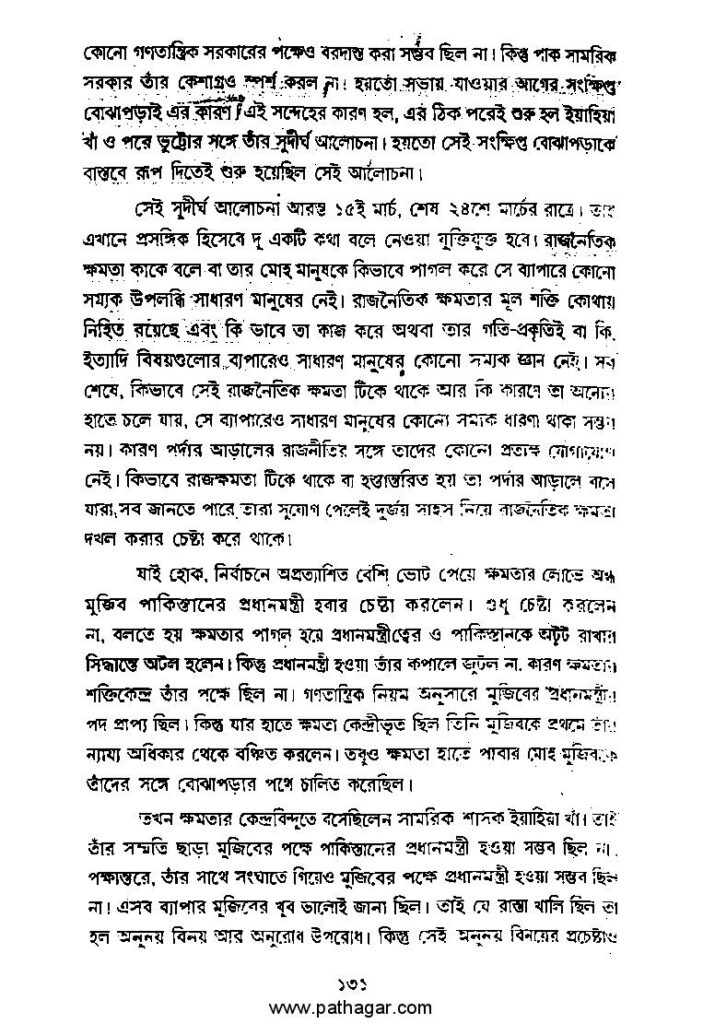 কোনো গণতান্ত্রিক সরকারের পক্ষেও বরদাস্ত করা সম্ভব ছিল না। কিন্তু পাক সামরিক
সরকার তাঁর কেশাগ্রও স্পর্শ করল না। হয়তো সভায় যাওয়ার আগের সংক্ষিপ্ত
বোঝাপড়াই এর কারণ। এই সন্দেহের কারণ হল, এর ঠিক পরেই শুরু হল ইয়াহিয়া
খাঁ ও পরে ভুট্টোর সঙ্গে তাঁর সুদীর্ঘ আলোচনা। হয়তো সেই সংক্ষিপ্ত বোঝাপড়াকে
বাস্তবে রূপ দিতেই শুরু হয়েছিল সেই আলোচনা।
সেই সুদীর্ঘ আলোচনা আরম্ভ ১৫ই মার্চ, শেষ ২৪শে মার্চের রাত্রে। তাই
এখানে প্রসঙ্গিক হিসেবে দু একটি কথা বলে নেওয়া যুক্তিযুক্ত হবে। রাজনৈতিক
ক্ষমতা কাকে বলে বা তার মোহ মানুষকে কিভাবে পাগল করে সে ব্যাপারে কোনো
সম্যক উপলব্ধি সাধারণ মানুষের নেই। রাজনৈতিক ক্ষমতার মূল শক্তি কোথায়
নিহিত রয়েছে এবং কি ভাবে তা কাজ করে অথবা তার গতি-প্রকৃতিই বা কি,
ইত্যাদি বিষয়গুলোর ব্যপারেও সাধারণ মানুষের কোনো সম্যক জ্ঞান নেই। সব
শেষে, কিভাবে সেই রাজনৈতিক ক্ষমতা টিকে থাকে আর কি কারণে তা অন্যের
হাতে চলে যায়, সে ব্যাপারেও সাধারণ মানুষের কোনো সম্যক ধারণা থাকা সম্ভব
নয়। কারণ পর্দার আড়ালের রাজনীতির সঙ্গে তাদের কোনো প্রত্যক্ষ যোগাযোগ
নেই। কিভাবে রাজক্ষমতা টিকে থাকে বা হস্তান্তরিত হয় তা পর্দার আড়ালে বসে
যারা সব জানতে পারে তারা সুযোগ পেলেই দুর্জয় সাহস নিয়ে রাজনৈতিক ক্ষমতা
দখল করার চেষ্টা করে থাকে।
যাই হোক, নির্বাচনে অপ্রত্যাশিত বেশি ভোট পেয়ে ক্ষমতার লোভে অন্ধ
মুজিব পাকিস্তানের প্রধানমন্ত্রী হবার চেষ্টা করলেন। শুধু চেষ্টা করলেন
না, বলতে হয় ক্ষমতার পাগল হয়ে প্রধানমন্ত্রীত্বের ও পাকিস্তানকে অটুট রাখার
সিদ্ধান্তে অটল হলেন। কিন্তু প্রধানমন্ত্রী হওয়া তাঁর কপালে জুটল না, কারণ ক্ষমতার
শক্তিকেন্দ্র তাঁর পক্ষে ছিল না। গণতান্ত্রিক নিয়ম অনুসারে মুজিবের প্রধানমন্ত্রীর
পদ প্রাপ্য ছিল। কিন্তু যার হাতে ক্ষমতা কেন্দ্রীভূত ছিল তিনি মুজিবকে প্রথমে তাঁর
ন্যায্য অধিকার থেকে বঞ্চিত করলেন। তবুও ক্ষমতা হাতে পাবার মোহ মুজিবকে
তাঁদের সঙ্গে বোঝাপড়ার পথে চালিত করেছিল।
তখন ক্ষমতার কেন্দ্রবিন্দুতে বসেছিলেন সামরিক শাসক ইয়াহিয়া খাঁ। তাই
তাঁর সম্মতি ছাড়া মুজিবের পক্ষে পাকিস্তানের প্রধানমন্ত্রী হওয়া সম্ভব ছিল না।
পক্ষান্তরে, তাঁর সাথে সংঘাতে গিয়েও মুজিবের পক্ষে প্রধানমন্ত্রী হওয়া সম্ভব ছিল
না। এসব ব্যাপার মুজিবের খুব ভালোই জানা ছিল। তাই যে রাস্তা খালি ছিল তা
হল অনুনয় বিনয় আর অনুরোধ উপরোধ। কিন্তু সেই অনুনয় বিনয়ের প্রচেষ্টাও
১৩১
www.pathagar.com